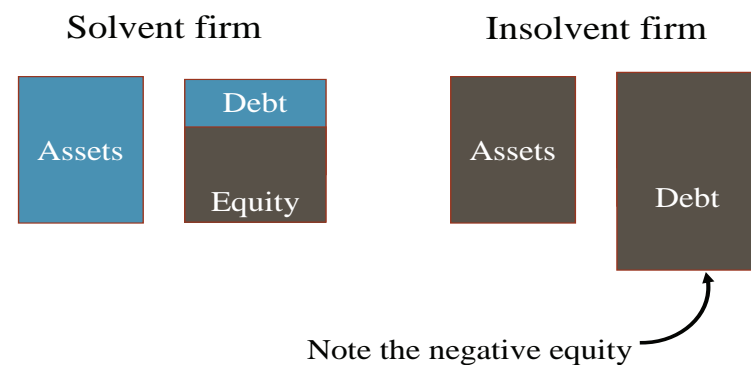 Solvent firm
Insolvent firm
Assets
Debt
Equity
Assets
Debt
Note the negative equity